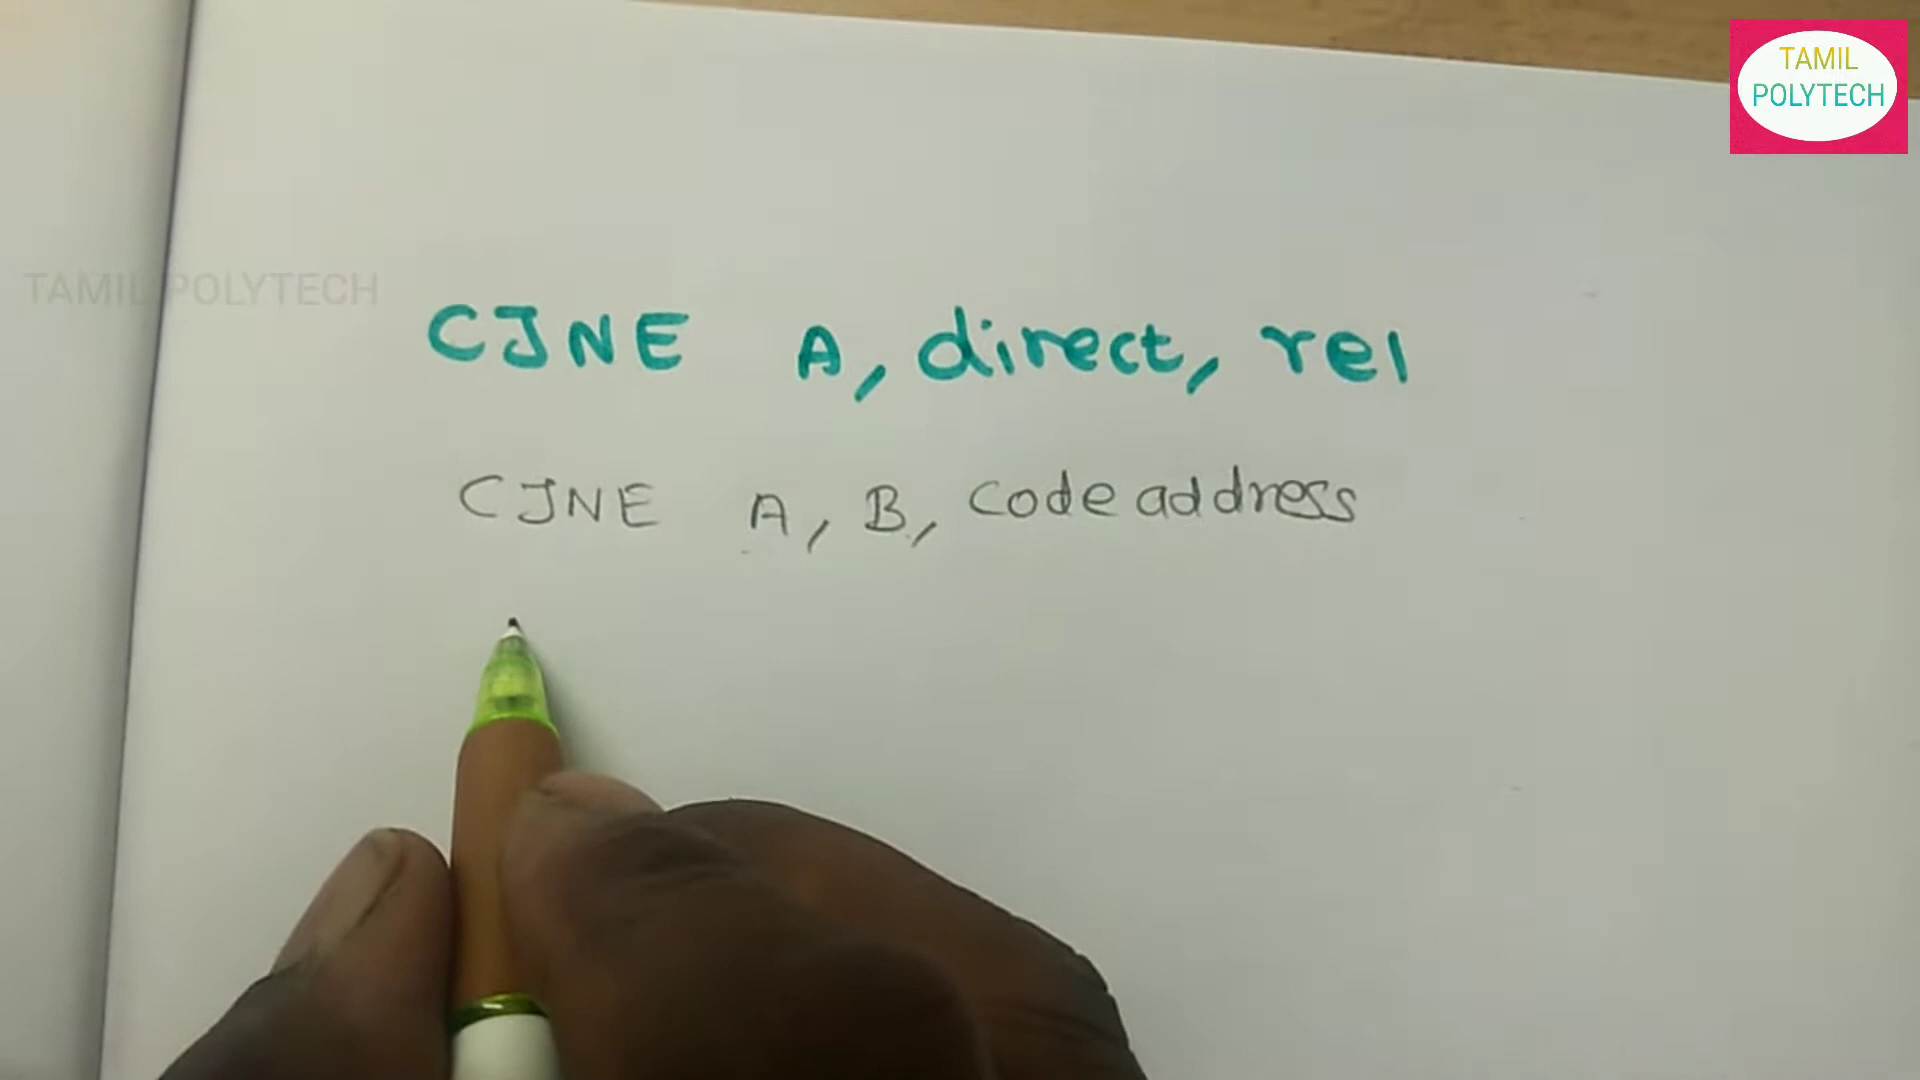 TAMIL
POLYTECH
TAMIL POLYTECH
CJNE A, direct, rel
CJNE A, B, code address